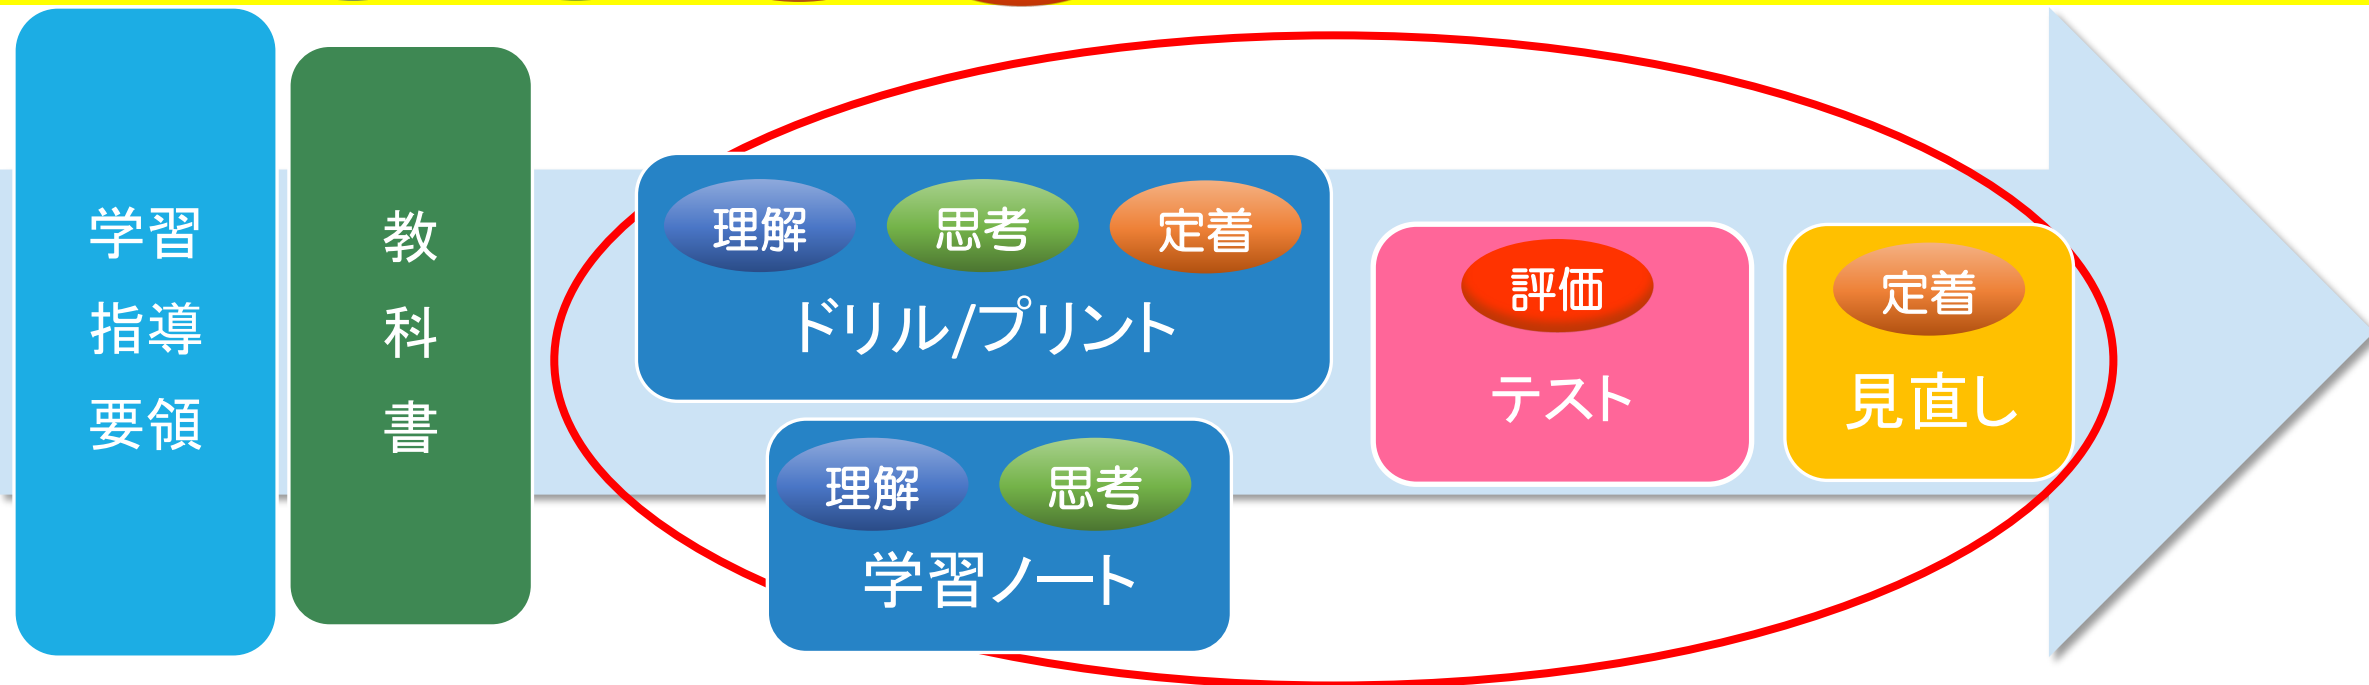 学習
指導
要領
教
科
書
理解 思考 定着
ドリル/プリント
理解 思考
学習ノート
評価
テスト
定着
見直し